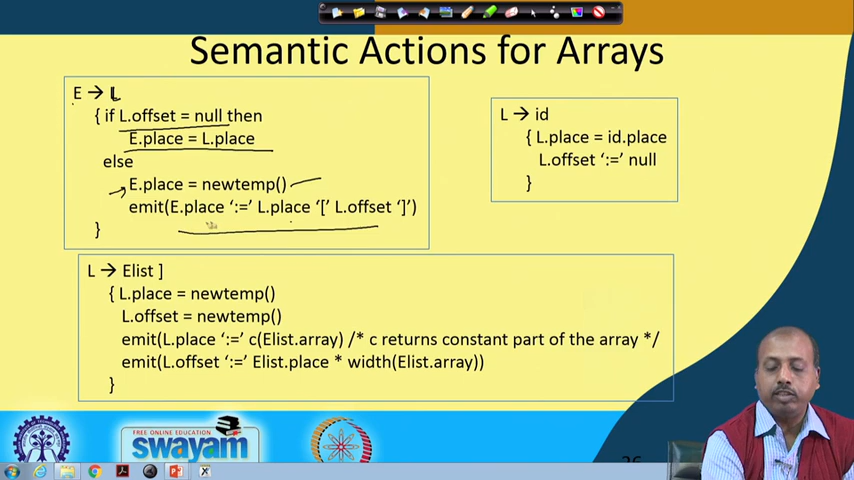 Semantic Actions for Arrays
E → L
{ if L.offset = null then
E.place = L.place
else
E.place = newtemp()
emit(E.place ‘:=’ L.place ‘[’ L.offset ‘]’)
}
L → id
{ L.place = id.place
L.offset ‘:=’ null
}
L → Elist ]
{ L.place = newtemp()
L.offset = newtemp()
emit(L.place ‘:=’ c(Elist.array) /* c returns constant part of the array */
emit(L.offset ‘:=’ Elist.place * width(Elist.array))
}
FREE ONLINE EDUCATION
swayam